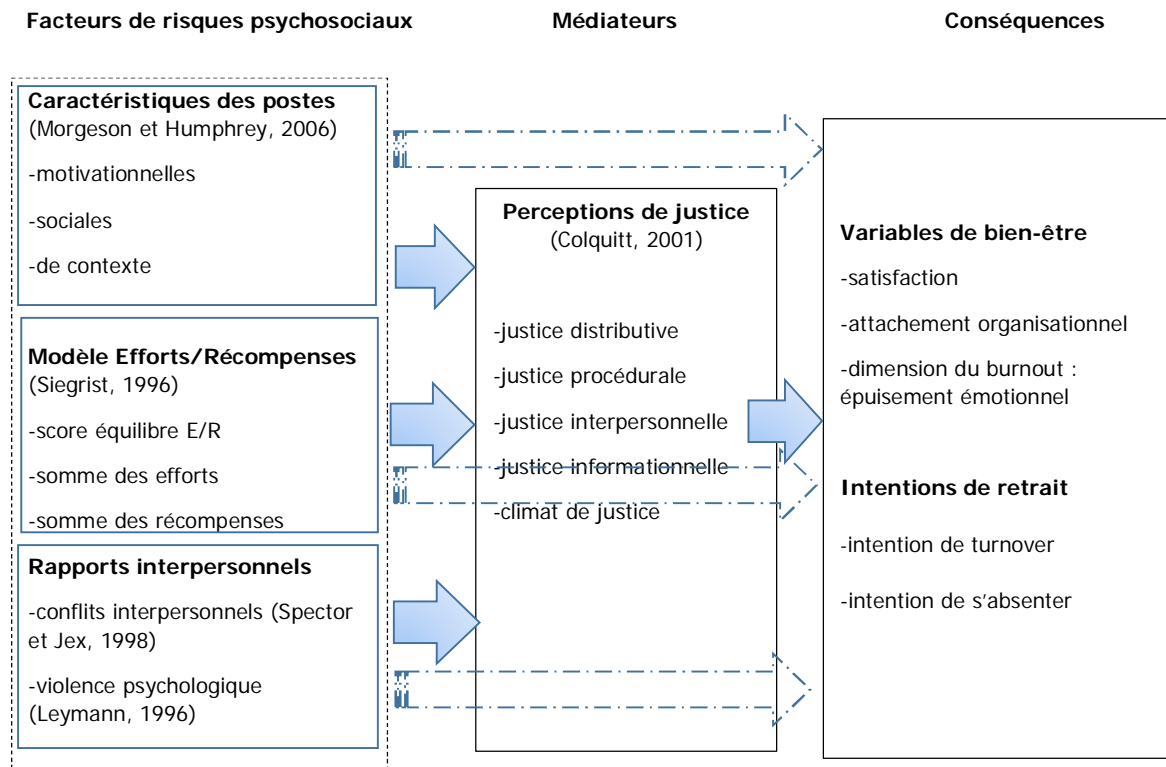 Facteurs de risques psychosociaux
Médiateurs
Conséquences
Caractéristiques des postes
(Morgeson et Humphrey, 2006)
-motivationnelles
-sociales
-de contexte
Modèle Efforts/Récompenses
(Siegrist, 1996)
-score équilibre E/R
-somme des efforts
-somme des récompenses
Rapports interpersonnels
-conflits interpersonnels (Spector
et Jex, 1998)
-violence psychologique
(Leymann, 1996)
Perceptions de justice
(Colquitt, 2001)
-justice distributive
-justice procédurale
-justice interpersonnelle
-justice informationnelle
-climat de justice
Variables de bien-être
-satisfaction
-attachement organisationnel
-dimension du burnout :
épuisement émotionnel
Intentions de retrait
-intention de turnover
-intention de s'absenter